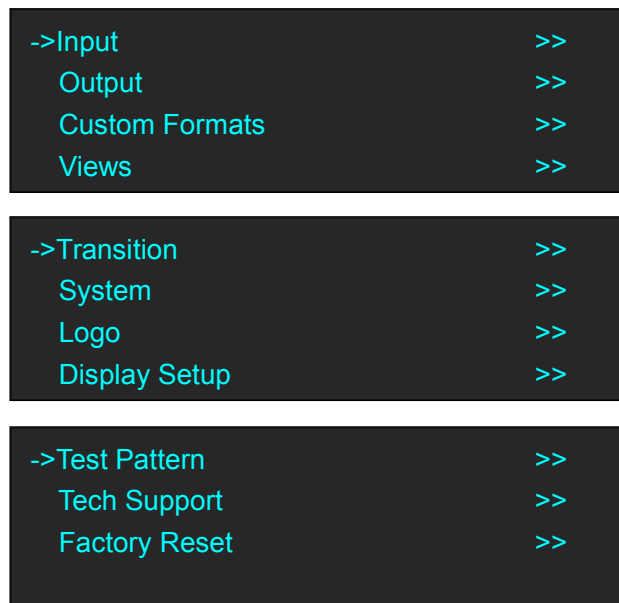 ->Input >>
Output >>
Custom Formats >>
Views >>
->Transition >>
System >>
Logo >>
Display Setup >>
->Test Pattern >>
Tech Support >>
Factory Reset >>